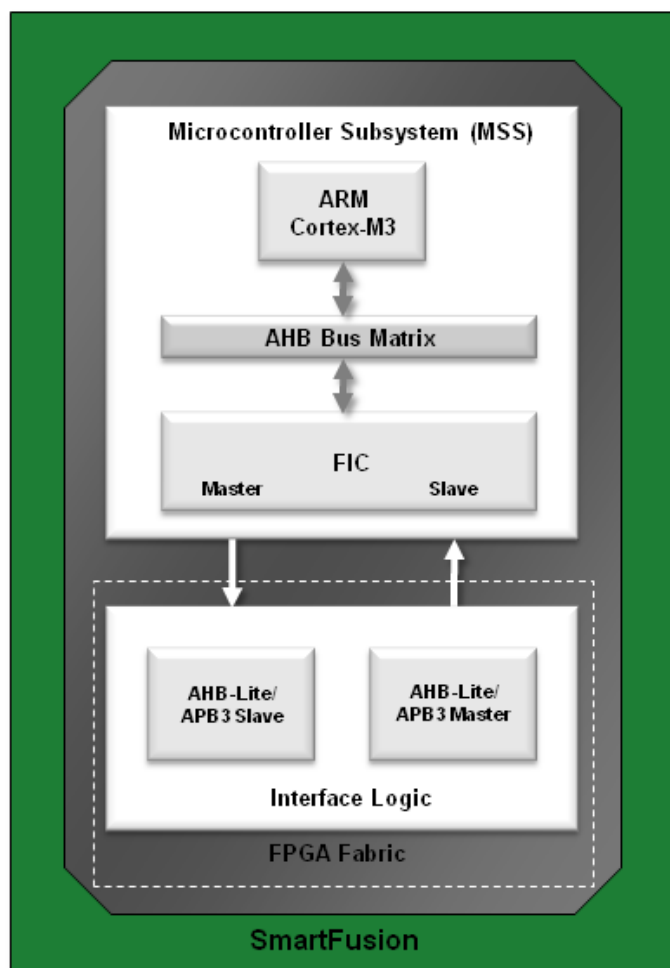 Microcontroller Subsystem (MSS)
ARM
Cortex-M3
AHB Bus Matrix
FIC
Master
Slave
AHB-Lite/
APB3 Slave
AHB-Lite/
APB3 Master
Interface Logic
FPGA Fabric
SmartFusion